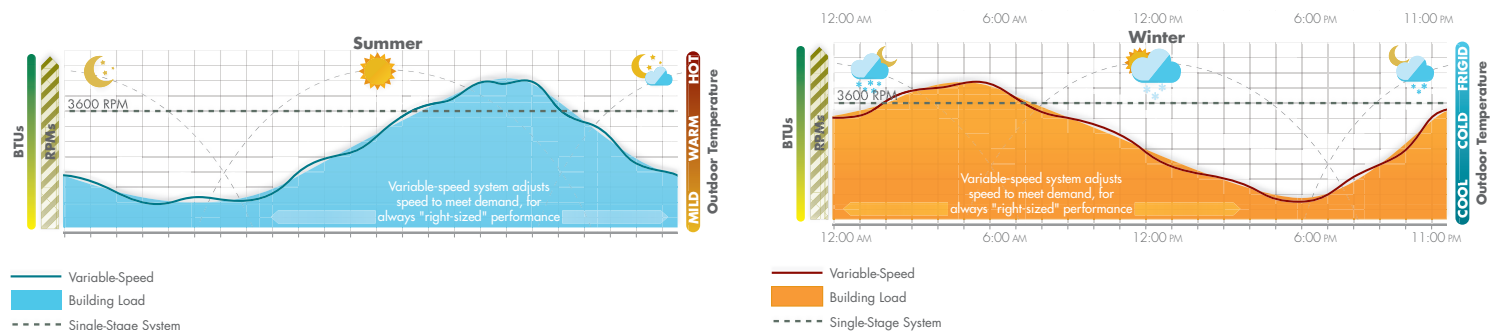 Summer
3600 RPM
BTUs
RPMs
HOT
WARM
MILD
Outdoor Temperature
Variable-speed system adjusts
speed to meet demand, for
always "right-sized" performance
Variable-Speed
Building Load
Single-Stage System
12:00 AM 6:00 AM 12:00 PM 6:00 PM 11:00 PM
Winter
3600 RPM
BTUs
RPMs
FRIGID
COLD
COOL
Outdoor Temperature
Variable-speed system adjusts
speed to meet demand, for
always "right-sized" performance
12:00 AM 6:00 AM 12:00 PM 6:00 PM 11:00 PM
Variable-Speed
Building Load
Single-Stage System